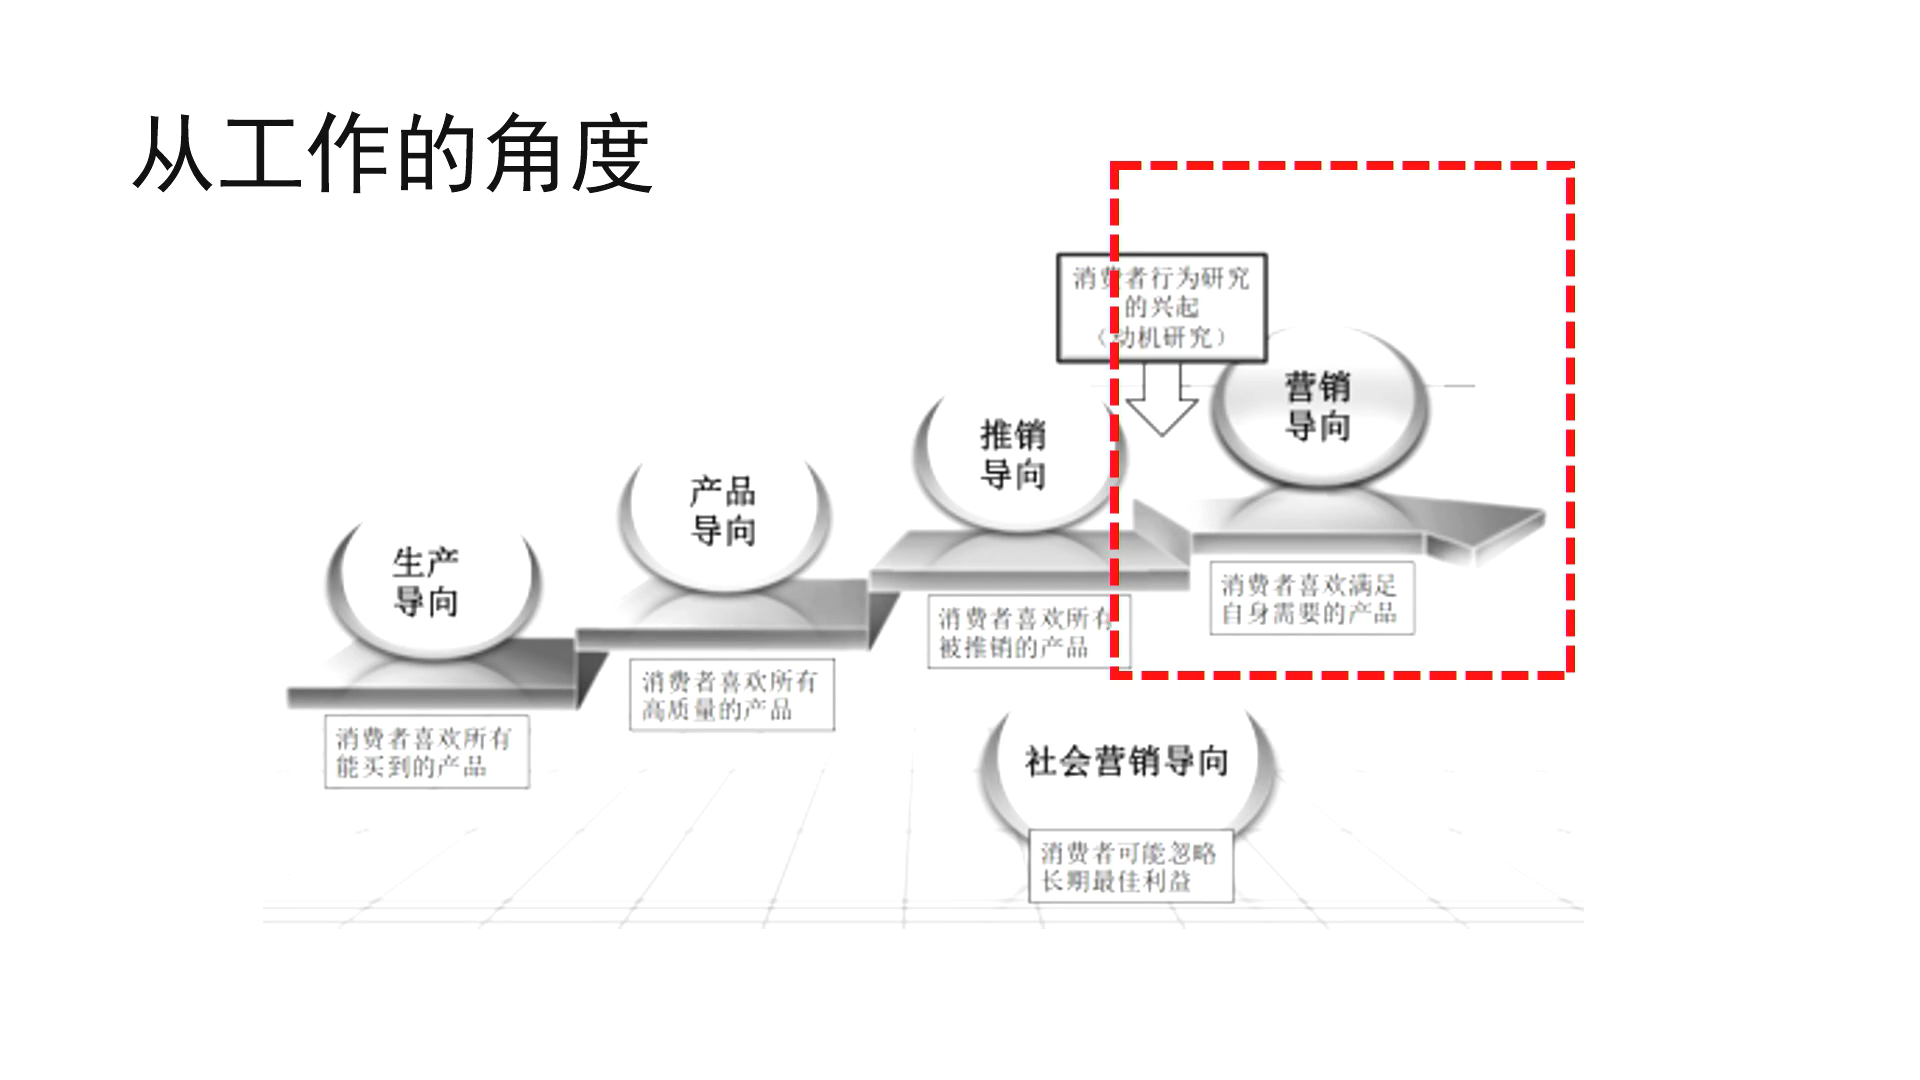 从工作的角度
消费者行为研究
的兴起
（动机研究）
营销
导向
推销
导向
产品
导向
生产
导向
消费者喜欢满足
自身需要的产品
消费者喜欢所有
被推销的产品
消费者喜欢所有
高质量的产品
消费者喜欢所有
能买到的产品
社会营销导向
消费者可能忽略
长期最佳利益